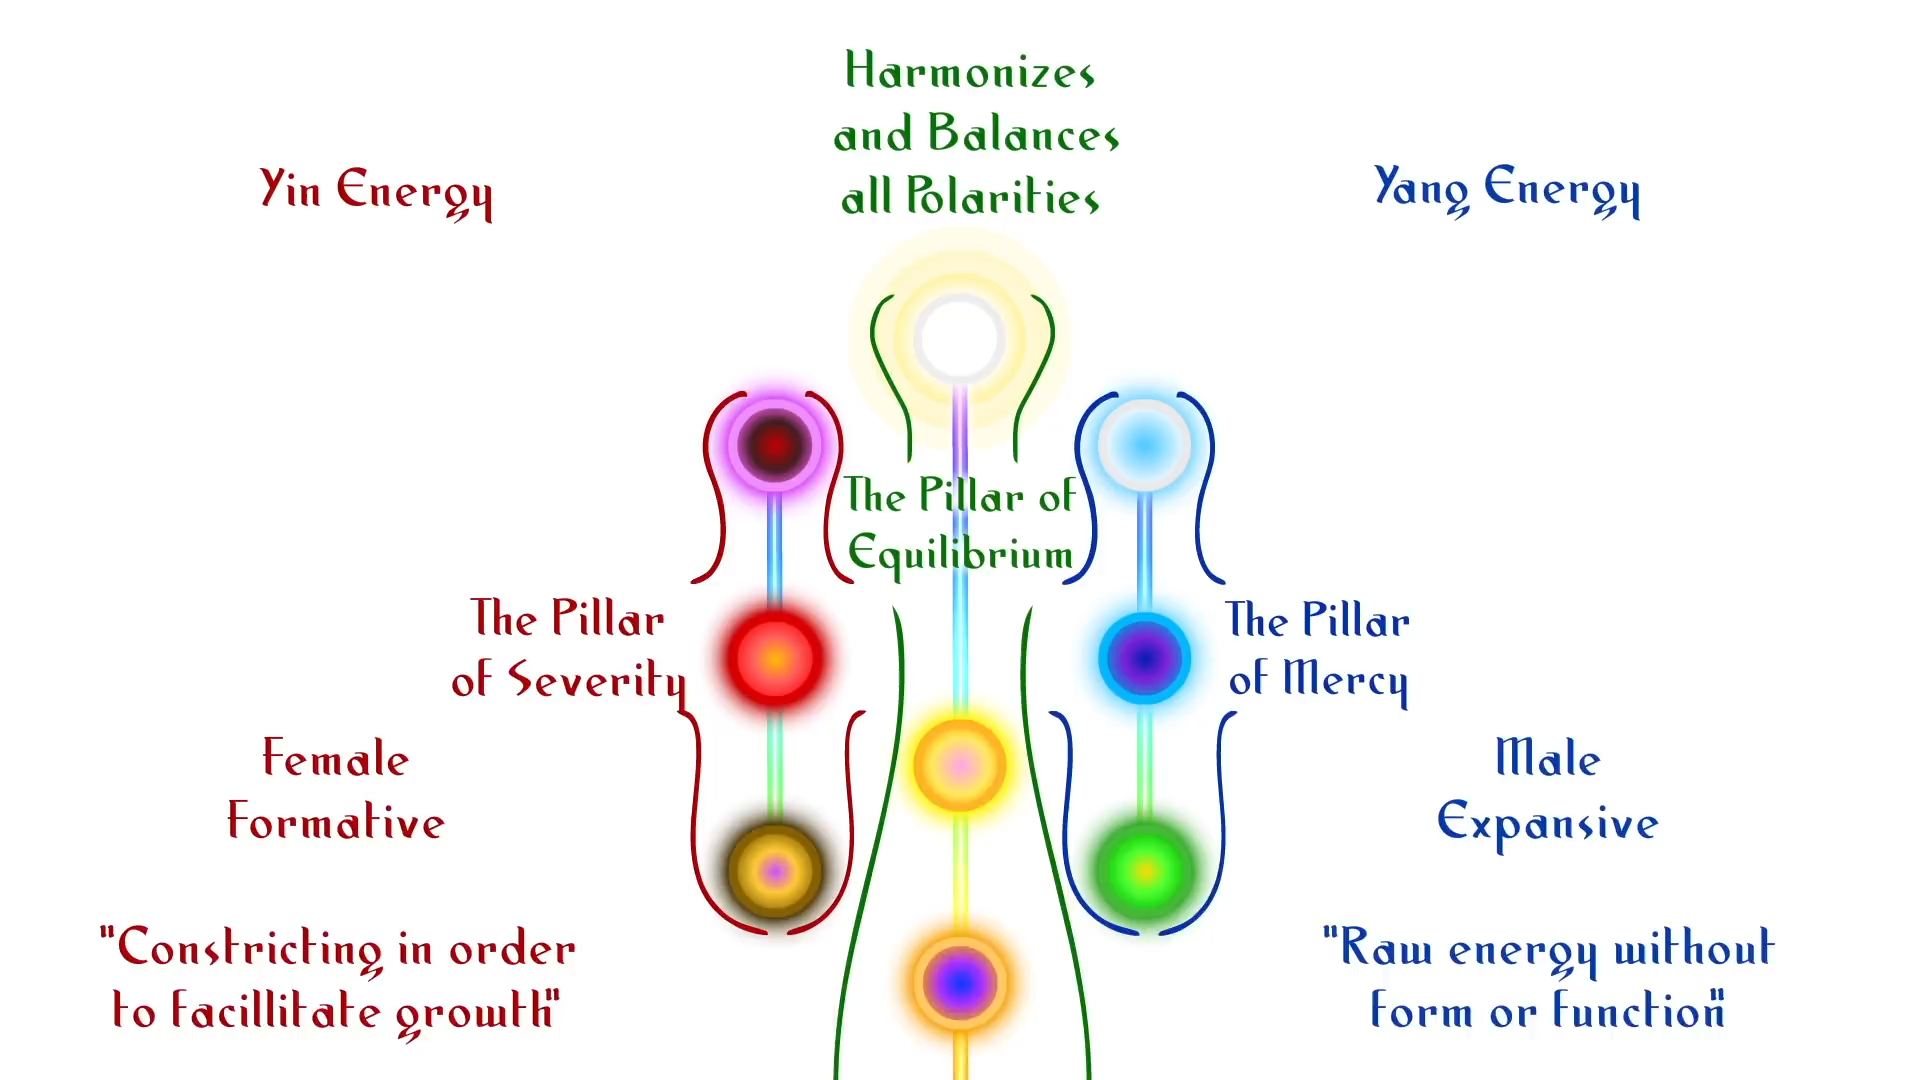 Harmonizes
and Balances
all Polarities
Yin Energy
Yang Energy
The Pillar of
Equilibrium
The Pillar
of Severity
The Pillar
of Mercy
Female
Formative
Male
Expansive
"Constricting in order
to facillitate growth"
"Raw energy without
form or function"